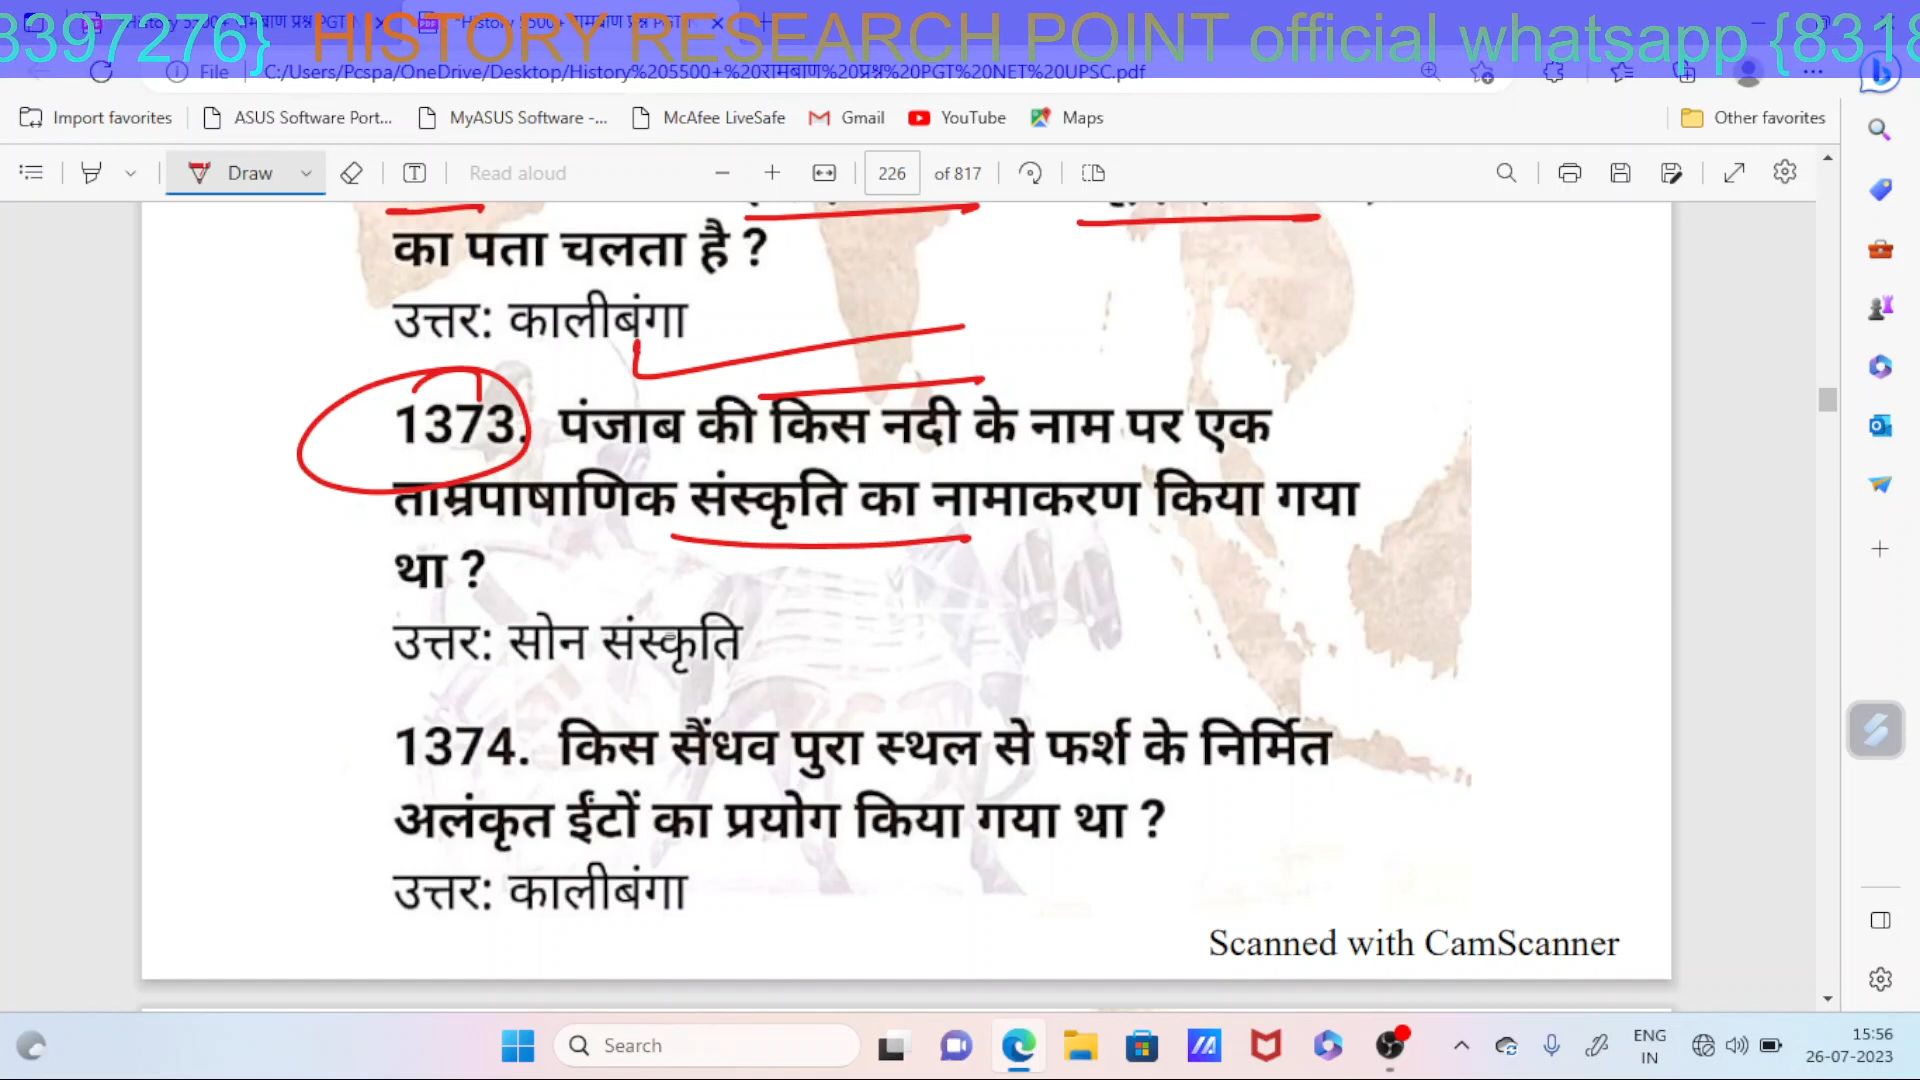 8397276} HISTORY RESEARCH POINT official whatsapp {8318
File C:/Users/Pcspa/OneDrive/Desktop/History%205500+%20रामबाण%20प्रश्न%20PGT%20NET%20UPSC.pdf
Import favorites ASUS Software Port... MyASUS Software -... McAfee LiveSafe Gmail YouTube Maps Other favorites
Draw Read aloud 226 of 817
का पता चलता है ?
उत्तर: कालीबंगा
1373. पंजाब की किस नदी के नाम पर एक
ताम्रपाषाणिक संस्कृति का नामाकरण किया गया
था ?
उत्तर: सोन संस्कृति
1374. किस सैंधव पुरा स्थल से फर्श के निर्मित
अलंकृत ईंटों का प्रयोग किया गया था ?
उत्तर: कालीबंगा
Scanned with CamScanner
Search
ENG
IN
15:56
26-07-2023